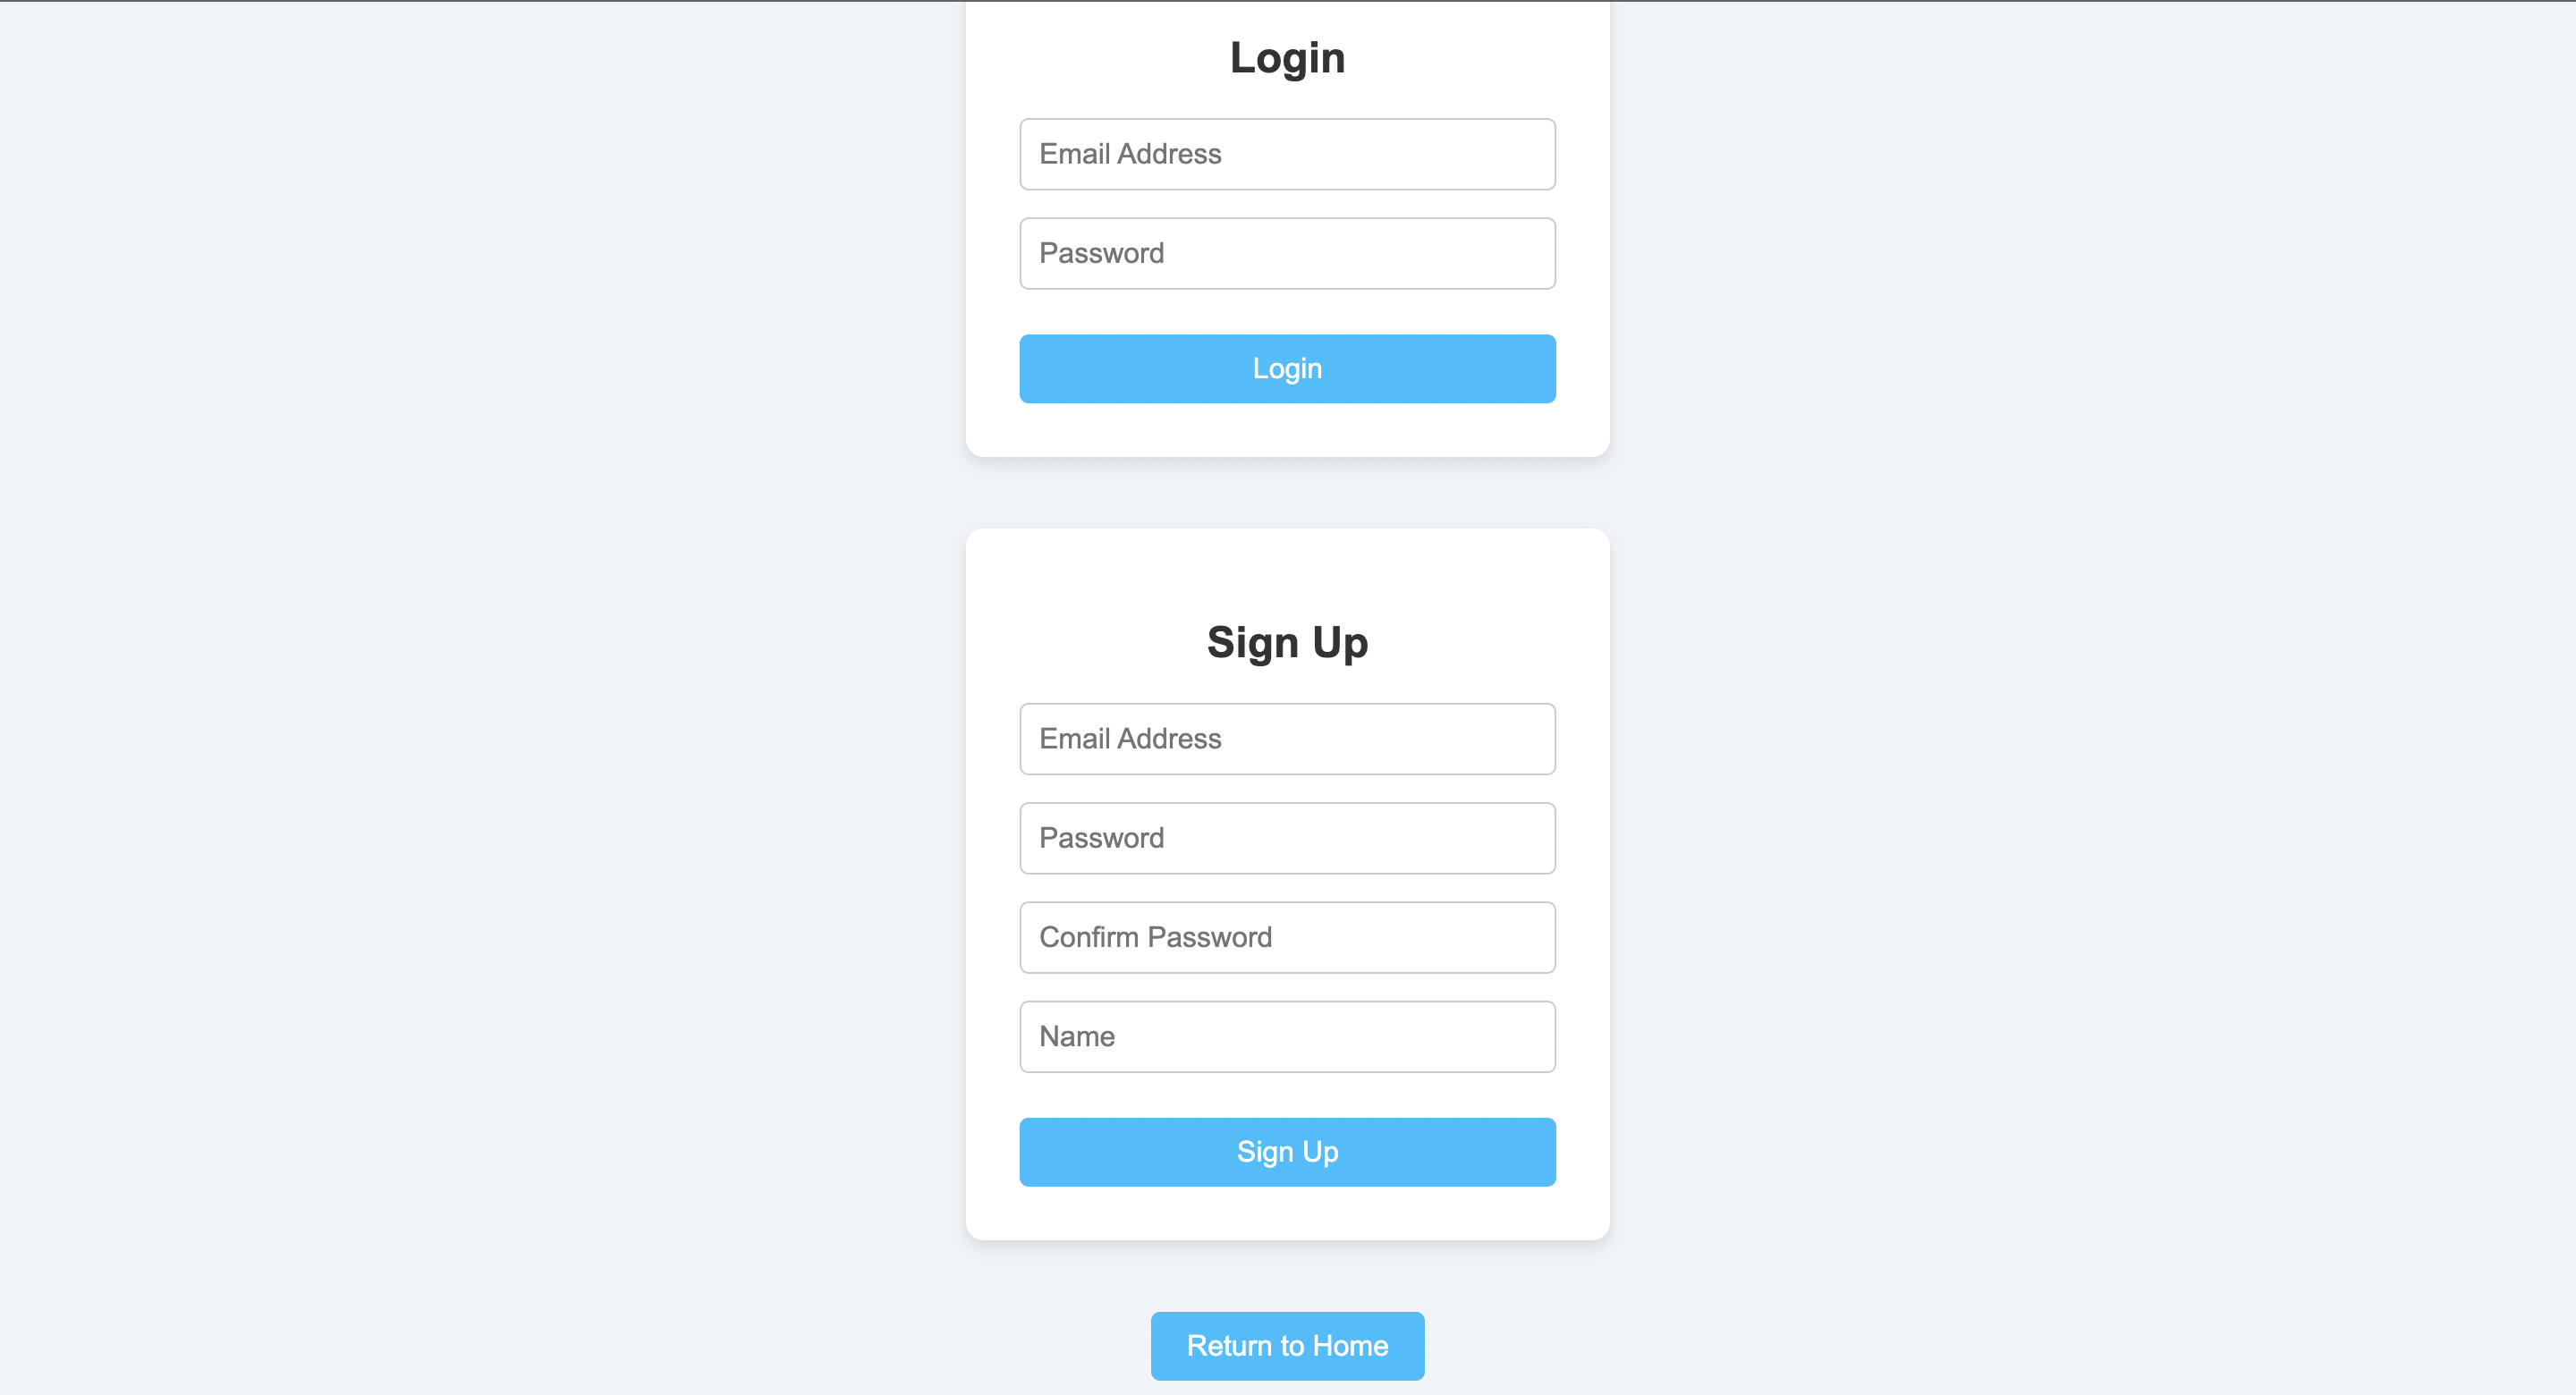 Login
Email Address
Password
Login
Sign Up
Email Address
Password
Confirm Password
Name
Sign Up
Return to Home